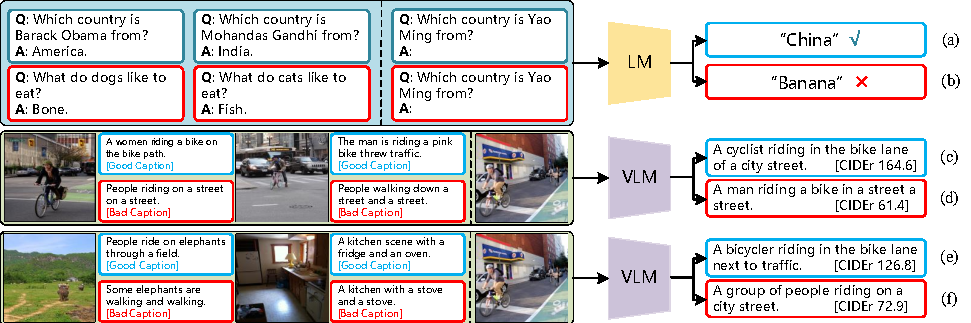 Q: Which country is
Barack Obama from?
A: America.
Q: Which country is
Mohandas Gandhi from?
A: India.
Q: Which country is Yao
Ming from?
A:
Q: What do dogs like to
eat?
A: Bone.
Q: What do cats like to
eat?
A: Fish.
Q: Which country is Yao
Ming from?
A:
LM
"China" √
(a)
"Banana" ×
(b)
A women riding a bike on
the bike path.
[Good Caption]
People riding on a street
on a street.
[Bad Caption]
The man is riding a pink
bike threw traffic.
[Good Caption]
People walking down a
street and a street.
[Bad Caption]
VLM
A cyclist riding in the bike lane
of a city street. [CIDEr 164.6]
(c)
A man riding a bike in a street a
street. [CIDEr 61.4]
(d)
People ride on elephants
through a field.
[Good Caption]
Some elephants are
walking and walking.
[Bad Caption]
A kitchen scene with a
fridge and an oven.
[Good Caption]
A kitchen with a stove
and a stove.
[Bad Caption]
VLM
A bicycler riding in the bike lane
next to traffic. [CIDEr 126.8]
(e)
A group of people riding on a
city street. [CIDEr 72.9]
(f)